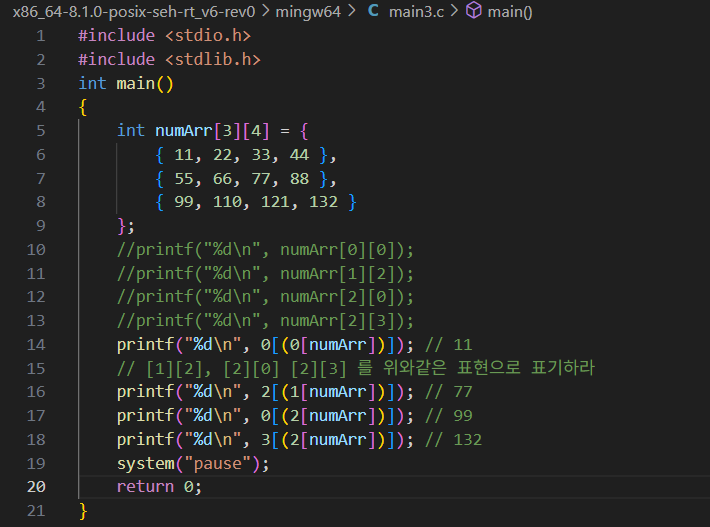 x86_64-8.1.0-posix-seh-rt_v6-rev0 > mingw64 > C main3.c > main()
1 #include <stdio.h>
2 #include <stdlib.h>
3 int main()
4 {
5     int numArr[3][4] = {
6         { 11, 22, 33, 44 },
7         { 55, 66, 77, 88 },
8         { 99, 110, 121, 132 }
9     };
10     //printf("%d\n", numArr[0][0]);
11     //printf("%d\n", numArr[1][2]);
12     //printf("%d\n", numArr[2][0]);
13     //printf("%d\n", numArr[2][3]);
14     printf("%d\n", 0[(0[numArr])]); // 11
15     // [1][2], [2][0] [2][3] 를 위와같은 표현으로 표기하라
16     printf("%d\n", 2[(1[numArr])]); // 77
17     printf("%d\n", 0[(2[numArr])]); // 99
18     printf("%d\n", 3[(2[numArr])]); // 132
19     system("pause");
20     return 0;
21 }